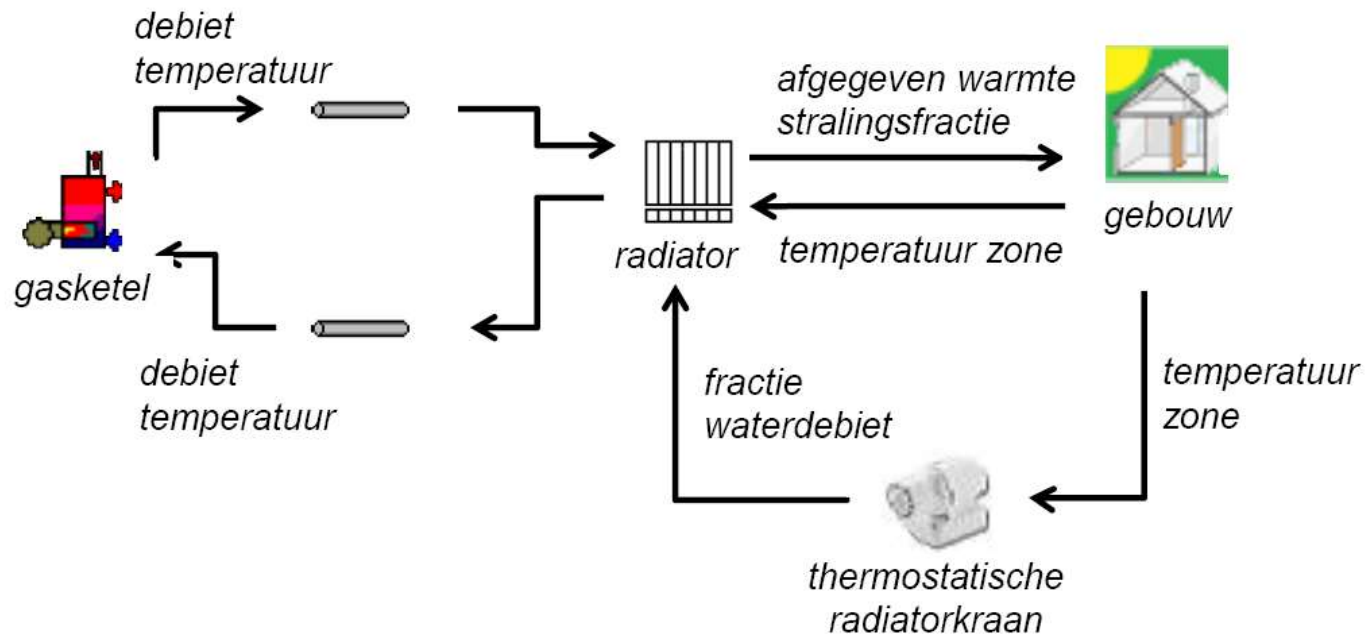 debiet
temperatuur
afgegeven warmte
stralingsfractie
gebouw
temperatuur zone
radiator
gasketel
debiet
temperatuur
fractie
waterdebiet
temperatuur
zone
thermostatische
radiatorkraan